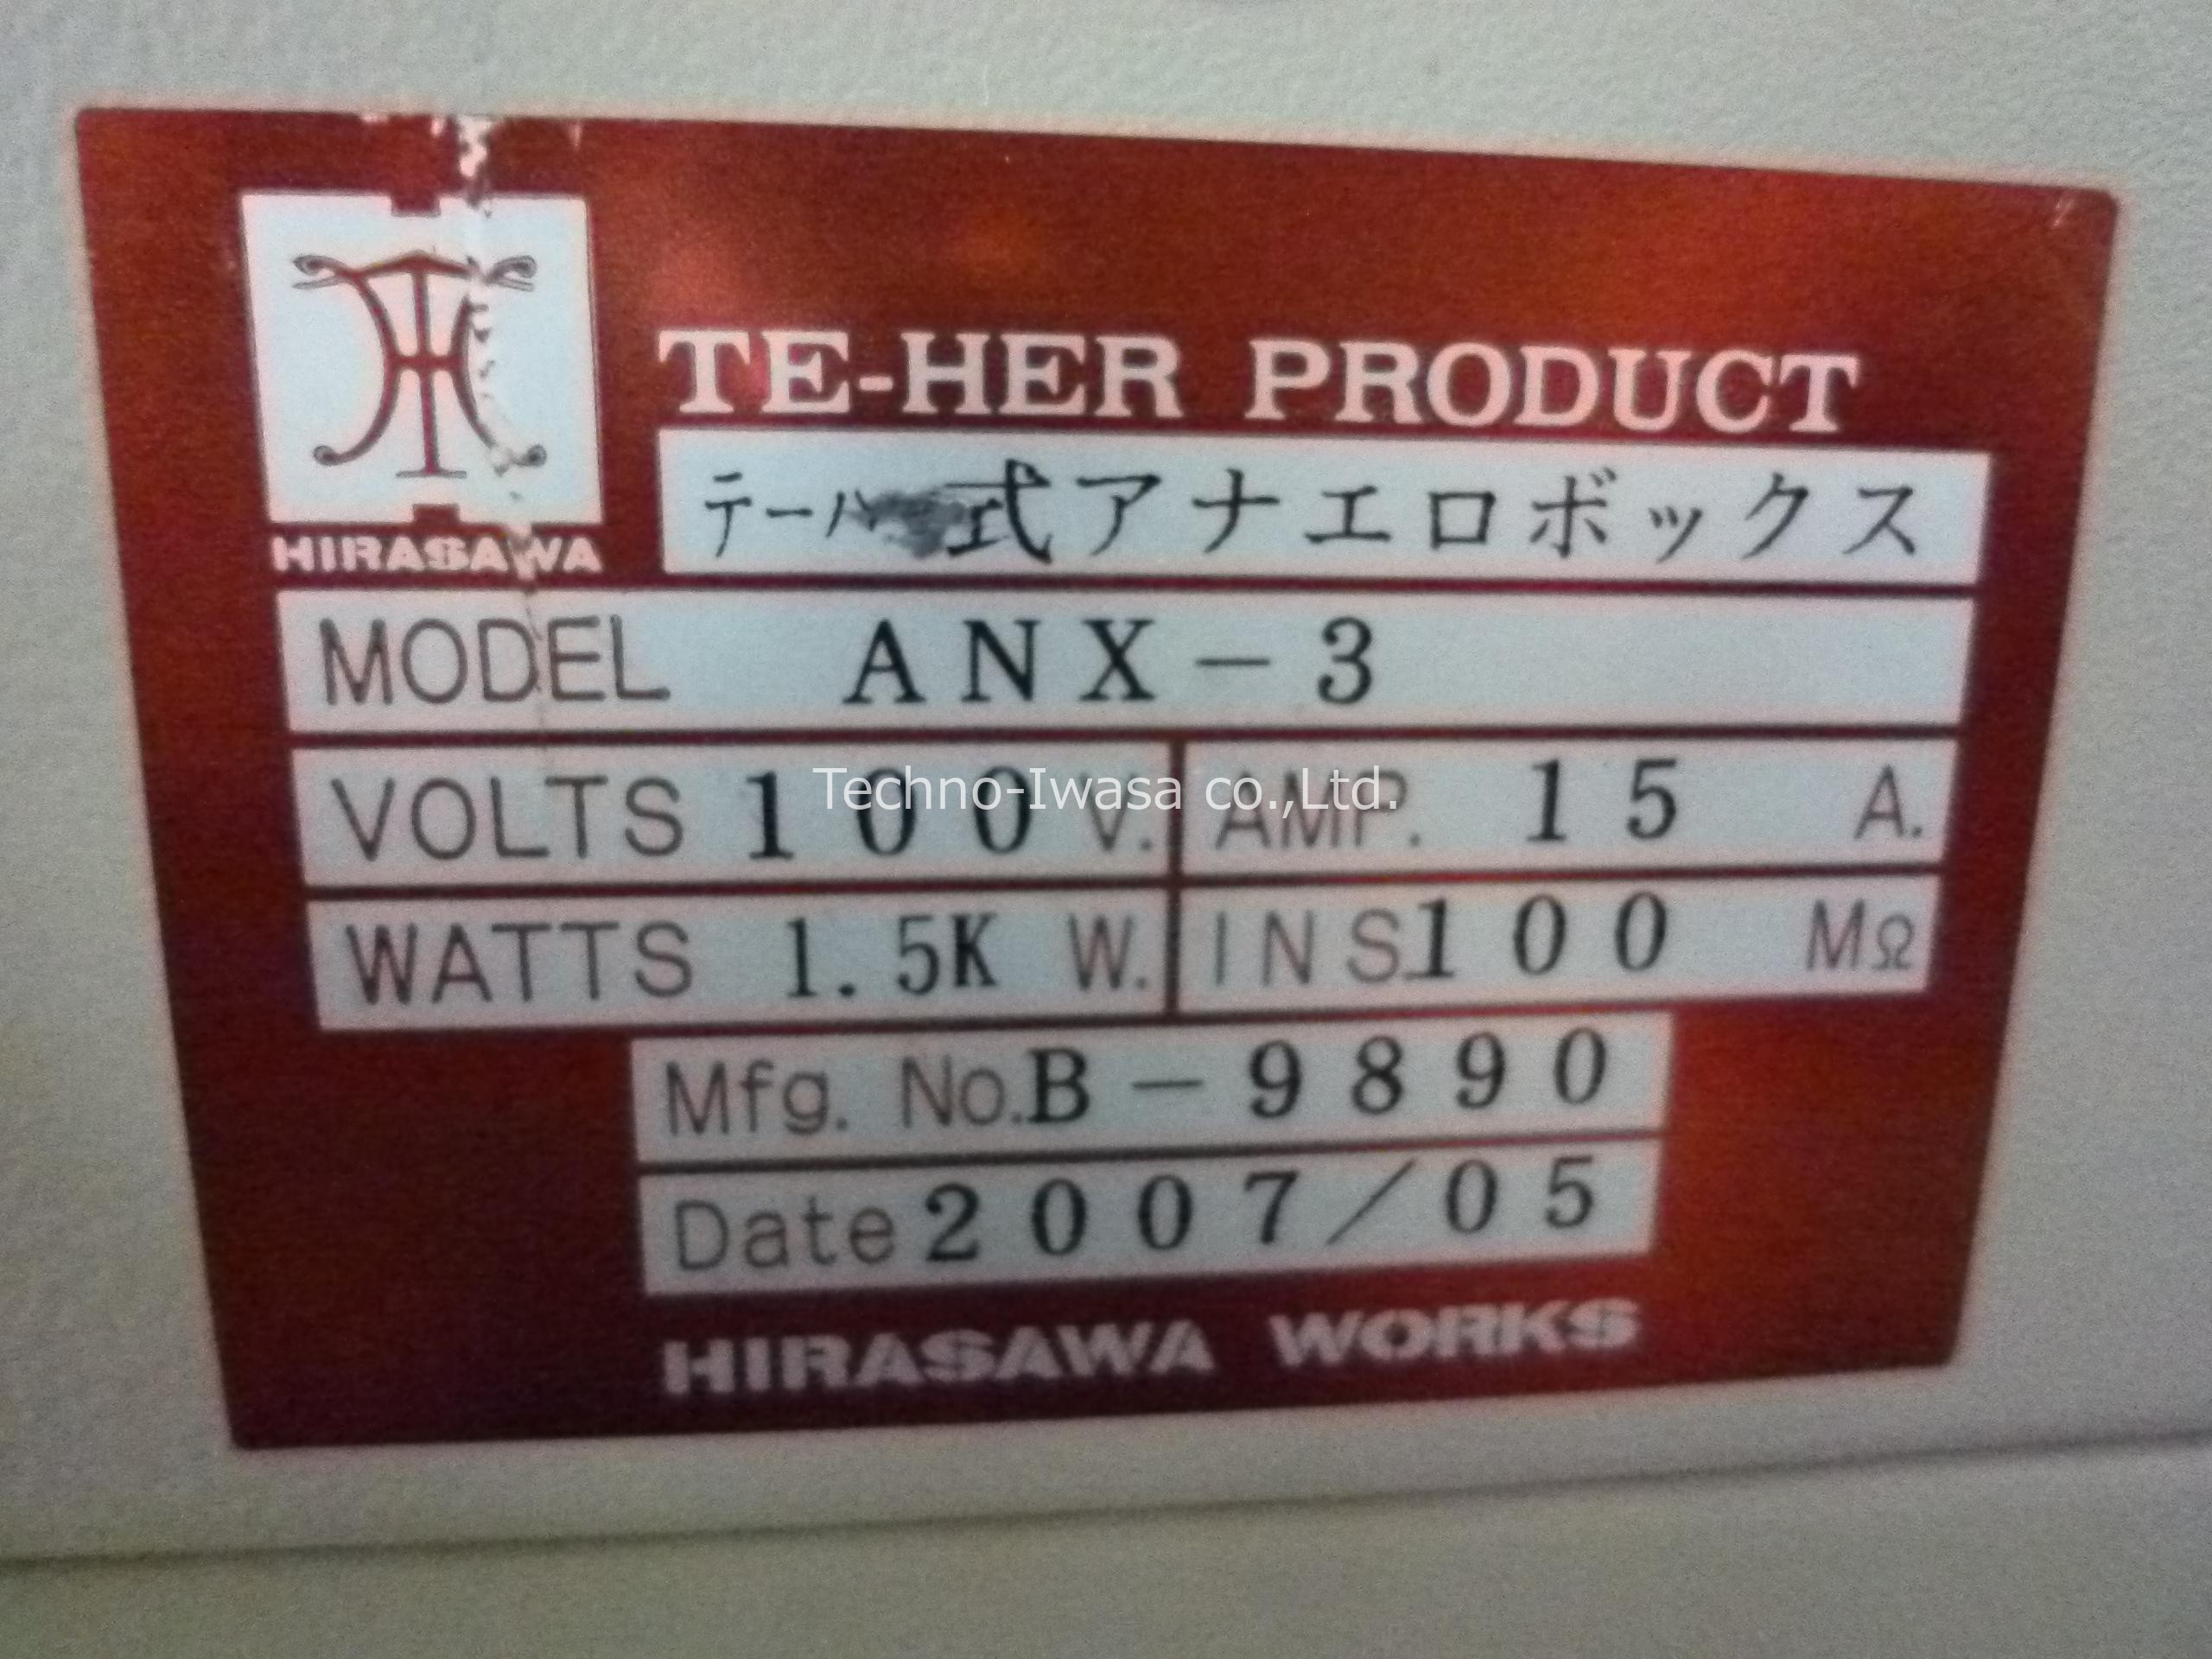 TE-HER PRODUCT
式アナエロボックス
HIRASAWA
MODEL ANX-3
VOLTS 100 V. AMP. 15 A.
Techno-Iwasa co.,Ltd.
WATTS 1.5K W. INS. 100 MΩ
Mfg. No. B-9890
Date 2007/05
HIRASAWA WORKS